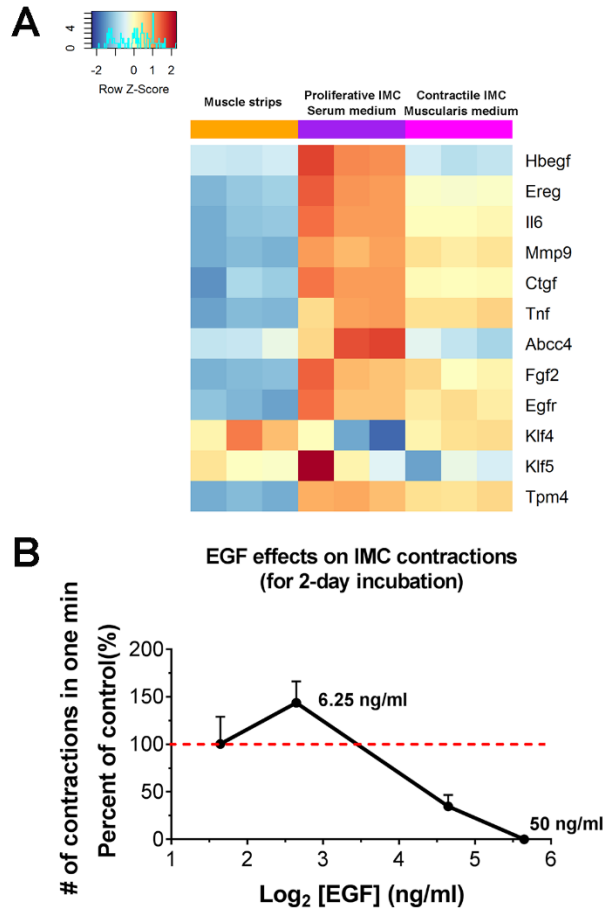 A
0 2 4
-2 0 1 2
Row Z-Score
Muscle strips
Proliferative IMC
Serum medium
Contractile IMC
Muscularis medium
Hbegf
Ereg
Il6
Mmp9
Ctgf
Tnf
Abcc4
Fgf2
Egfr
Klf4
Klf5
Tpm4
B
EGF effects on IMC contractions
(for 2-day incubation)
# of contractions in one min
Percent of control(%)
200
150
100
50
0
6.25 ng/ml
50 ng/ml
1 2 3 4 5 6
Log₂ [EGF] (ng/ml)